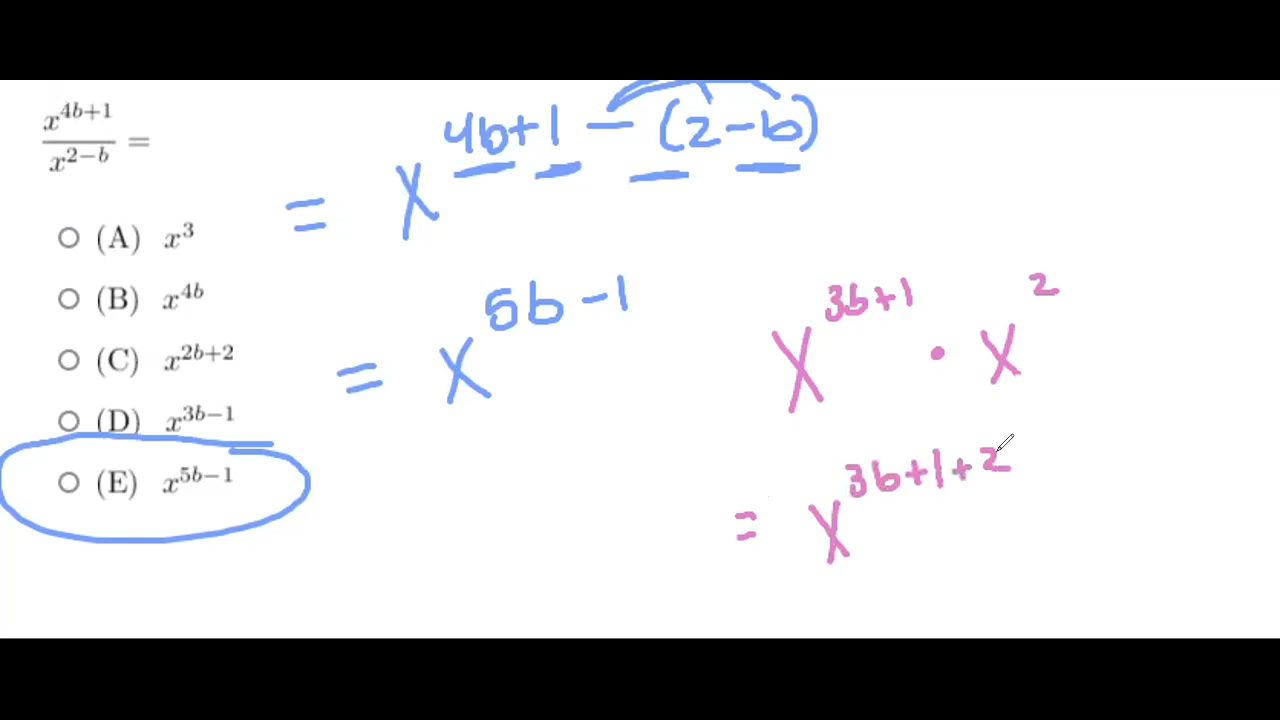 x^{4b+1}/x^{2−b} =
= x^{4b+1−(2−b)}
(A) x^{3}
(B) x^{4b}
(C) x^{2b+2}
(D) x^{3b−1}
(E) x^{5b−1}
= x^{5b−1}
x^{3b+1} · x^{2}
= x^{3b+1+2}